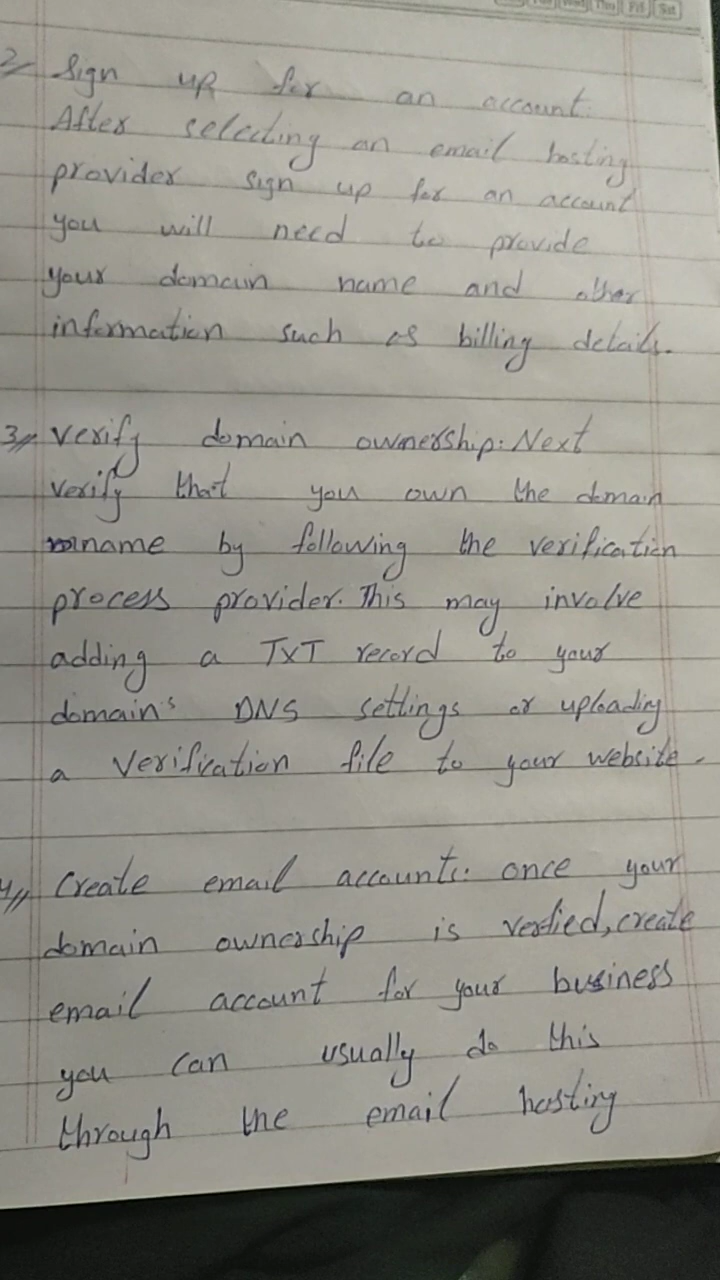 Thu Fri Sat
2 Sign up for an account:
After selecting an email hosting
provider sign up for an account
you will need to provide
your domain name and other
information such as billing details.
3 Verify domain ownership: Next
verify that you own the domain
name by following the verification
process provider. This may involve
adding a TXT record to your
domain's DNS settings or uploading
a verification file to your website.
4 Create email accounts: once your
domain ownership is verfied, create
email account for your business
you can usually do this
through the email hosting